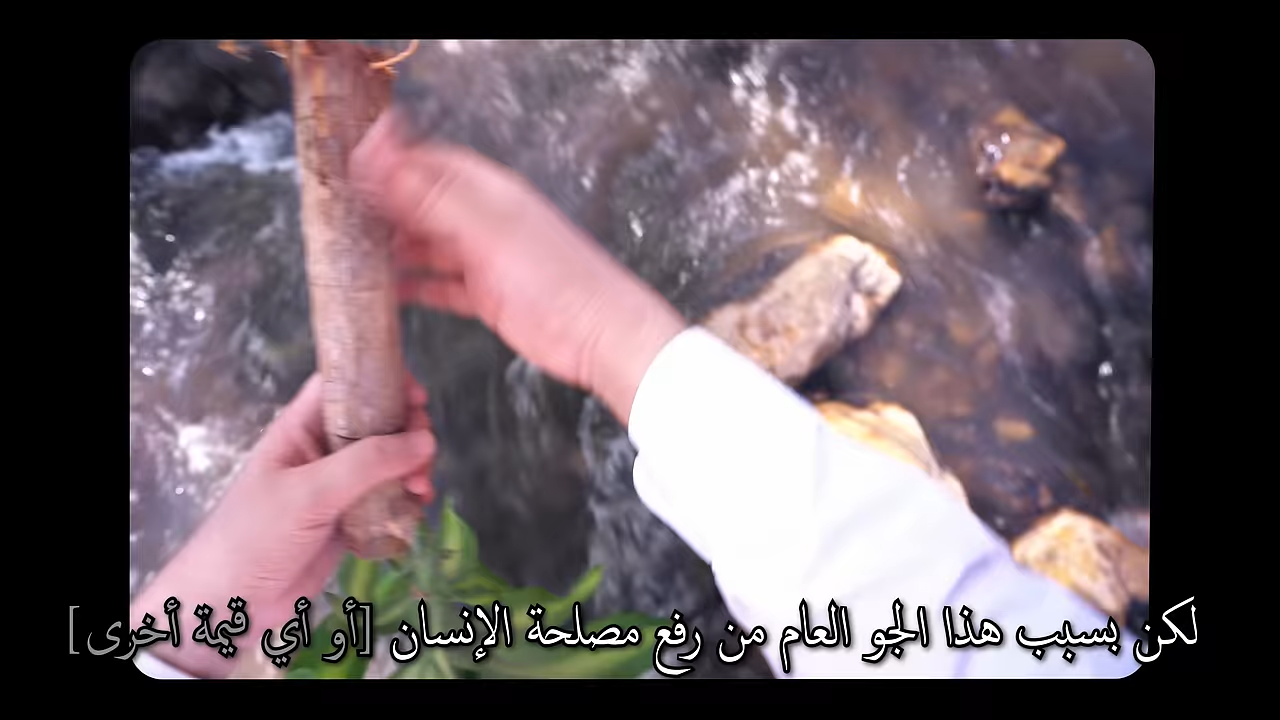 لكن بسبب هذا الجو العام من رفع مصلحة الإنسان [أو أي قيمة أخرى]